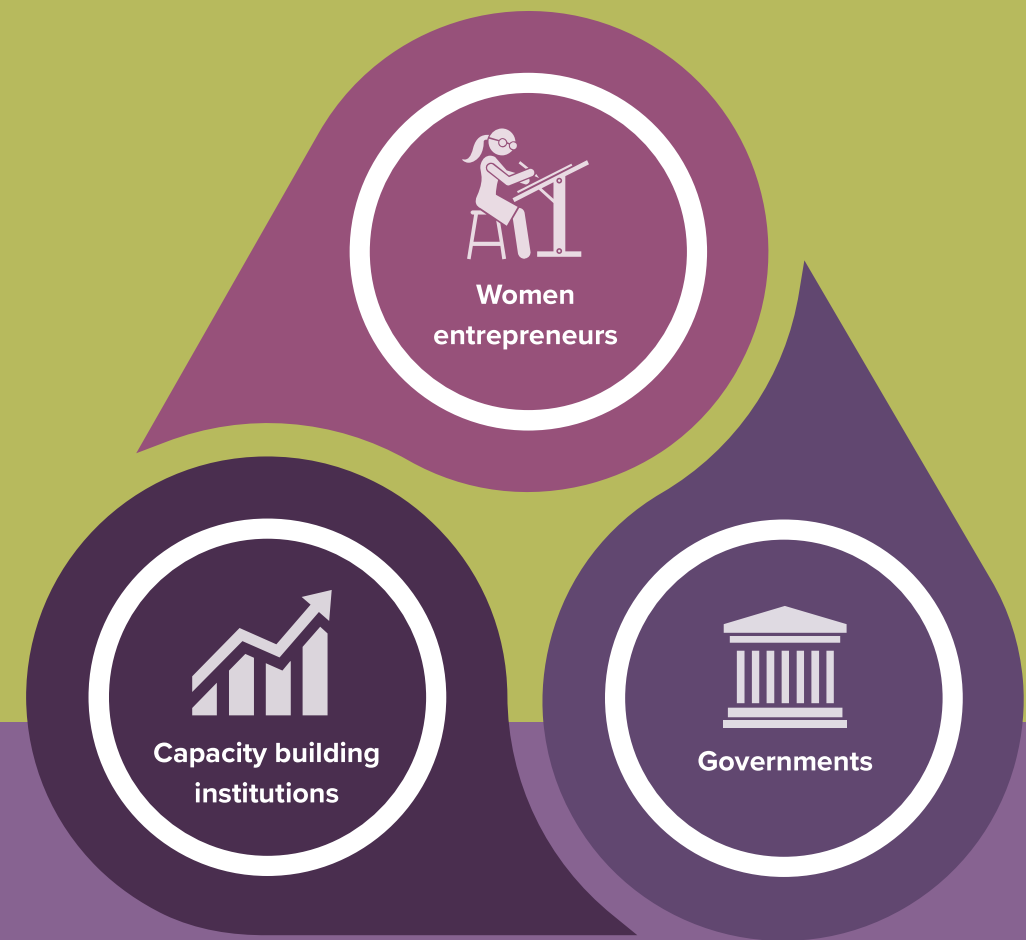 Women
entrepreneurs
Capacity building
institutions
Governments